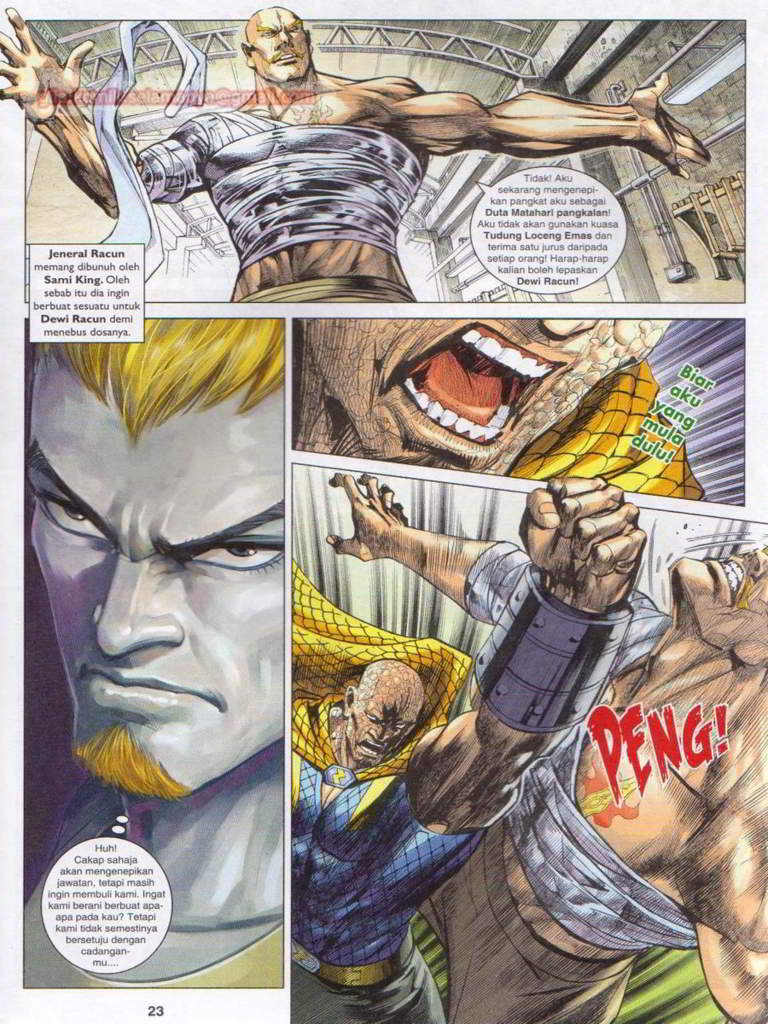 Tidak! Aku
sekarang mengenepi-
kan pangkat aku sebagai
Duta Matahari pangkalan!
Aku tidak akan gunakan kuasa
Tudung Loceng Emas dan
terima satu jurus daripada
setiap orang! Harap-harap
kalian boleh lepaskan
Dewi Racun!
Jeneral Racun
memang dibunuh oleh
Sami King. Oleh
sebab itu dia ingin
berbuat sesuatu untuk
Dewi Racun demi
menebus dosanya.
Biar
aku
yang
mula
dulu!
PENG!
Huh!
Cakap sahaja
akan mengenepikan
jawatan, tetapi masih
ingin membuli kami. Ingat
kami berani berbuat apa-
apa pada kau? Tetapi
kami tidak semestinya
bersetuju dengan
cadangan-
mu....
23